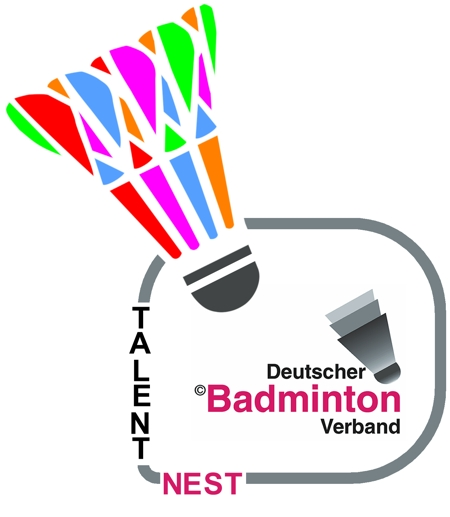 TALENT
Deutscher
©Badminton
Verband
NEST